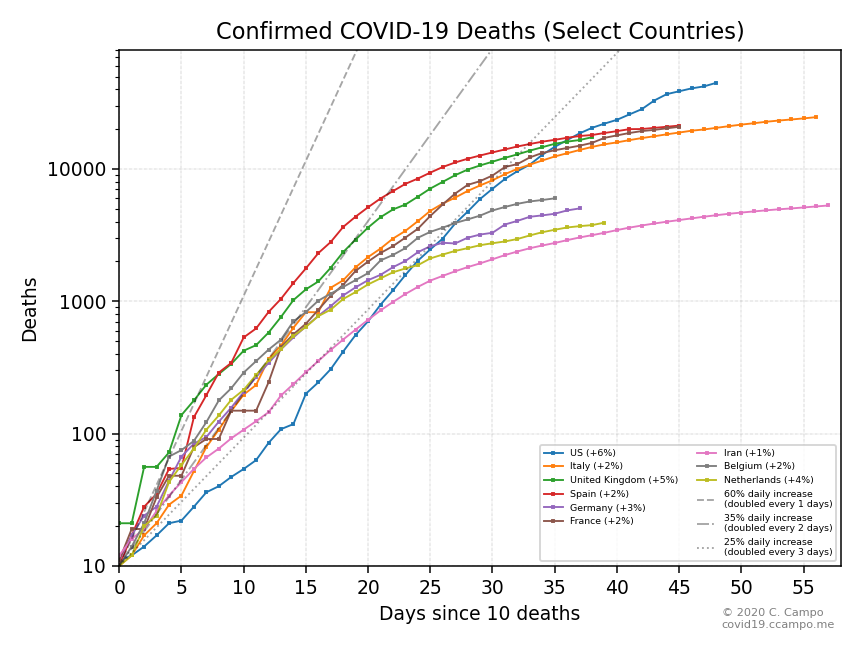 Confirmed COVID-19 Deaths (Select Countries)
Deaths
10000
1000
100
10
0 5 10 15 20 25 30 35 40 45 50 55
Days since 10 deaths
US (+6%)
Italy (+2%)
United Kingdom (+5%)
Spain (+2%)
Germany (+3%)
France (+2%)
Iran (+1%)
Belgium (+2%)
Netherlands (+4%)
60% daily increase
(doubled every 1 days)
35% daily increase
(doubled every 2 days)
25% daily increase
(doubled every 3 days)
© 2020 C. Campo
covid19.ccampo.me